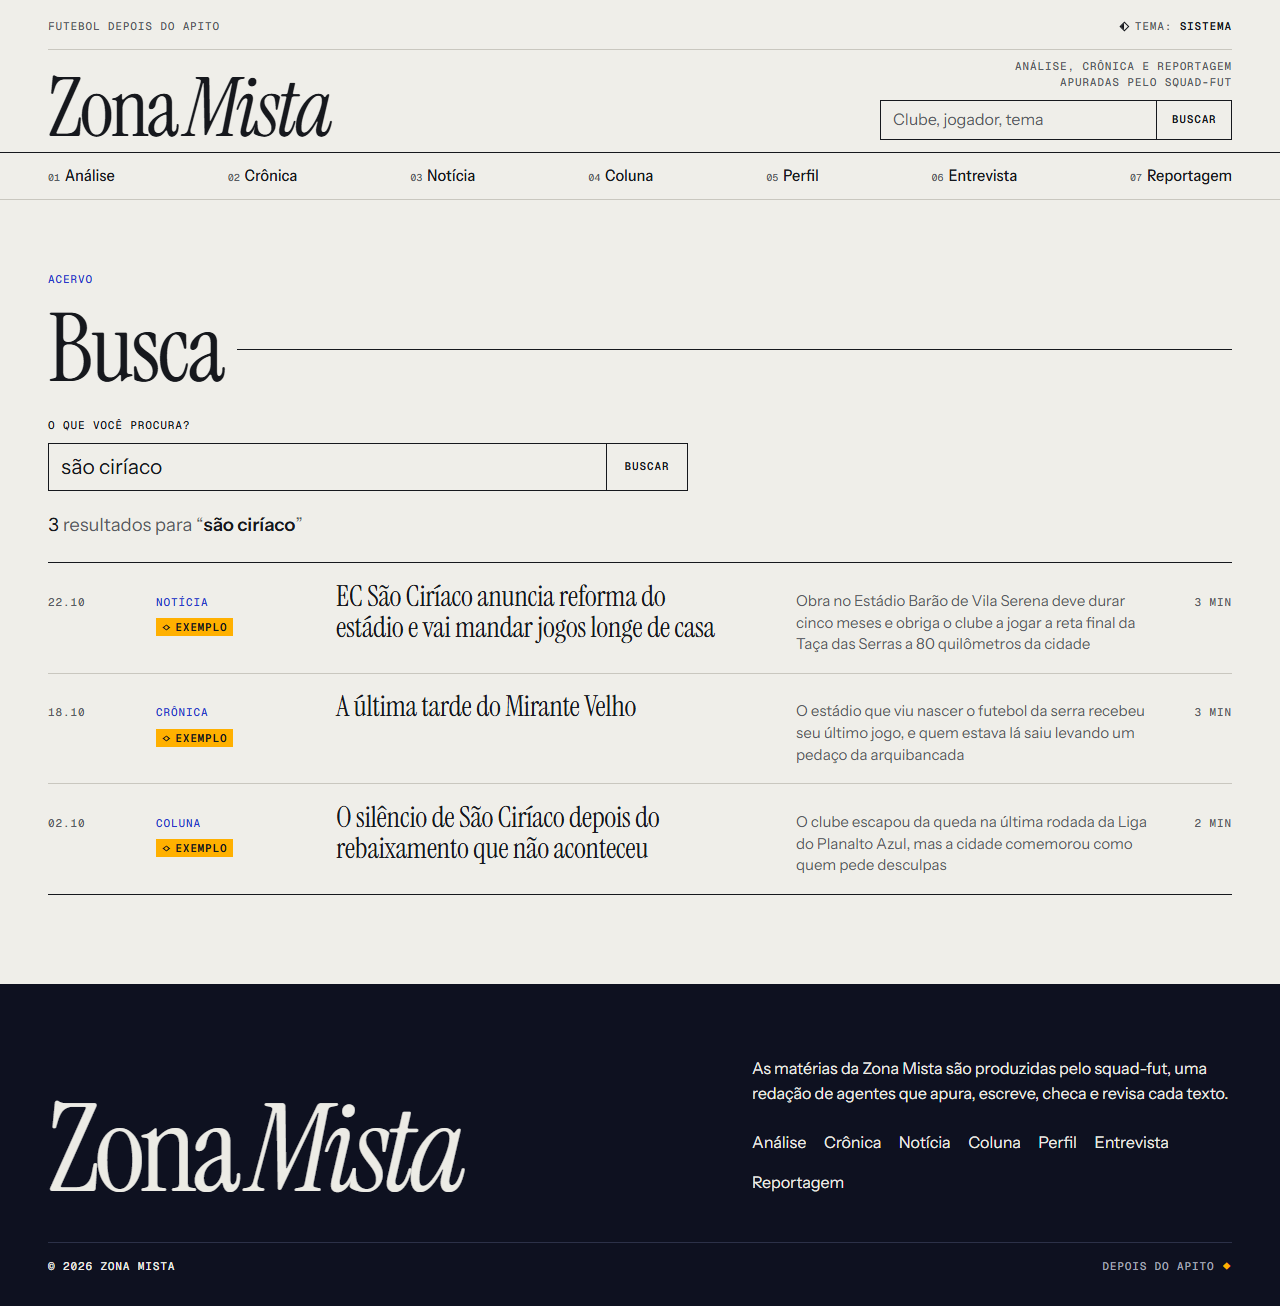 FUTEBOL DEPOIS DO APITO
TEMA: SISTEMA
Zona Mista
ANÁLISE, CRÔNICA E REPORTAGEM
APURADAS PELO SQUAD-FUT
Clube, jogador, tema
BUSCAR
01 Análise
02 Crônica
03 Notícia
04 Coluna
05 Perfil
06 Entrevista
07 Reportagem
ACERVO
Busca
O QUE VOCÊ PROCURA?
são ciríaco
BUSCAR
3 resultados para “são ciríaco”
22.10
NOTÍCIA
EXEMPLO
EC São Ciríaco anuncia reforma do
estádio e vai mandar jogos longe de casa
Obra no Estádio Barão de Vila Serena deve durar
cinco meses e obriga o clube a jogar a reta final da
Taça das Serras a 80 quilômetros da cidade
3 MIN
18.10
CRÔNICA
EXEMPLO
A última tarde do Mirante Velho
O estádio que viu nascer o futebol da serra recebeu
seu último jogo, e quem estava lá saiu levando um
pedaço da arquibancada
3 MIN
02.10
COLUNA
EXEMPLO
O silêncio de São Ciríaco depois do
rebaixamento que não aconteceu
O clube escapou da queda na última rodada da Liga
do Planalto Azul, mas a cidade comemorou como
quem pede desculpas
2 MIN
Zona Mista
As matérias da Zona Mista são produzidas pelo squad-fut, uma
redação de agentes que apura, escreve, checa e revisa cada texto.
Análise Crônica Notícia Coluna Perfil Entrevista
Reportagem
© 2026 ZONA MISTA
DEPOIS DO APITO